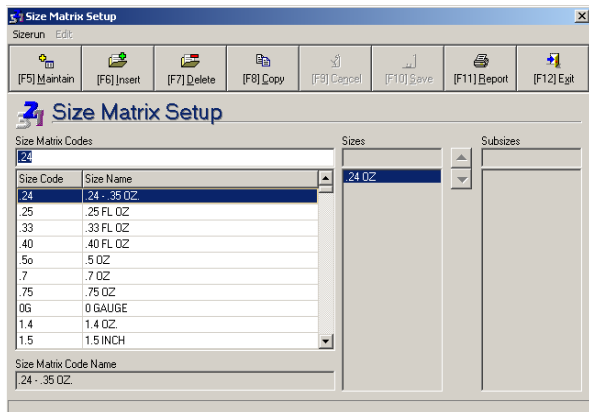 Size Matrix Setup
Sizerun Edit
[F5] Maintain [F6] Insert [F7] Delete [F8] Copy [F9] Cancel [F10] Save [F11] Report [F12] Exit
Size Matrix Setup
Size Matrix Codes Sizes Subsizes
.24
Size Code Size Name .24 OZ
.24 .24 - .35 OZ.
.25 .25 FL OZ
.33 .33 FL OZ
.40 .40 FL OZ
.5o .5 OZ
.7 .7 OZ
.75 .75 OZ
0G 0 GAUGE
1.4 1.4 OZ.
1.5 1.5 INCH
Size Matrix Code Name
.24 - .35 OZ.